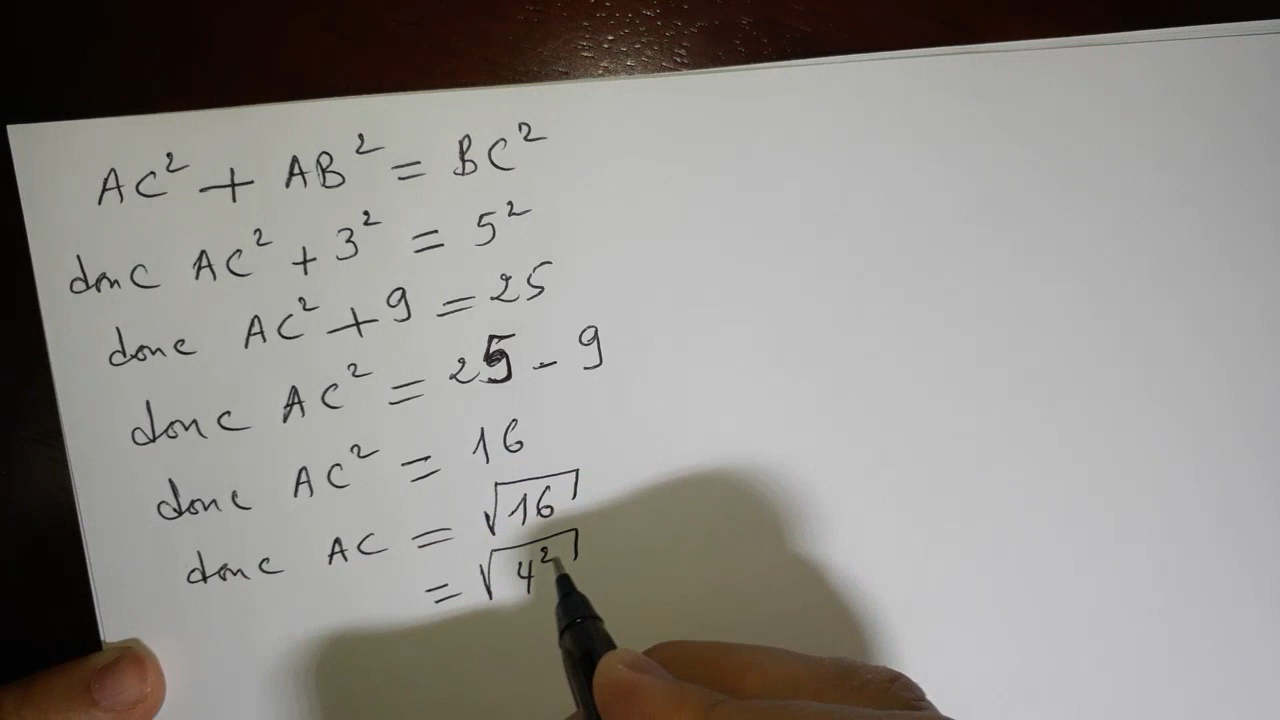 AC² + AB² = BC²
donc AC² + 3² = 5²
donc AC² + 9 = 25
donc AC² = 25 - 9
donc AC² = 16
donc AC = √16
= √4²